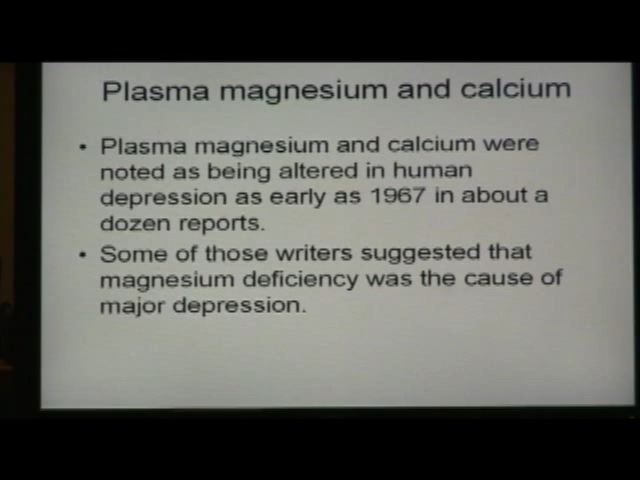 Plasma magnesium and calcium
• Plasma magnesium and calcium were
noted as being altered in human
depression as early as 1967 in about a
dozen reports.
• Some of those writers suggested that
magnesium deficiency was the cause of
major depression.